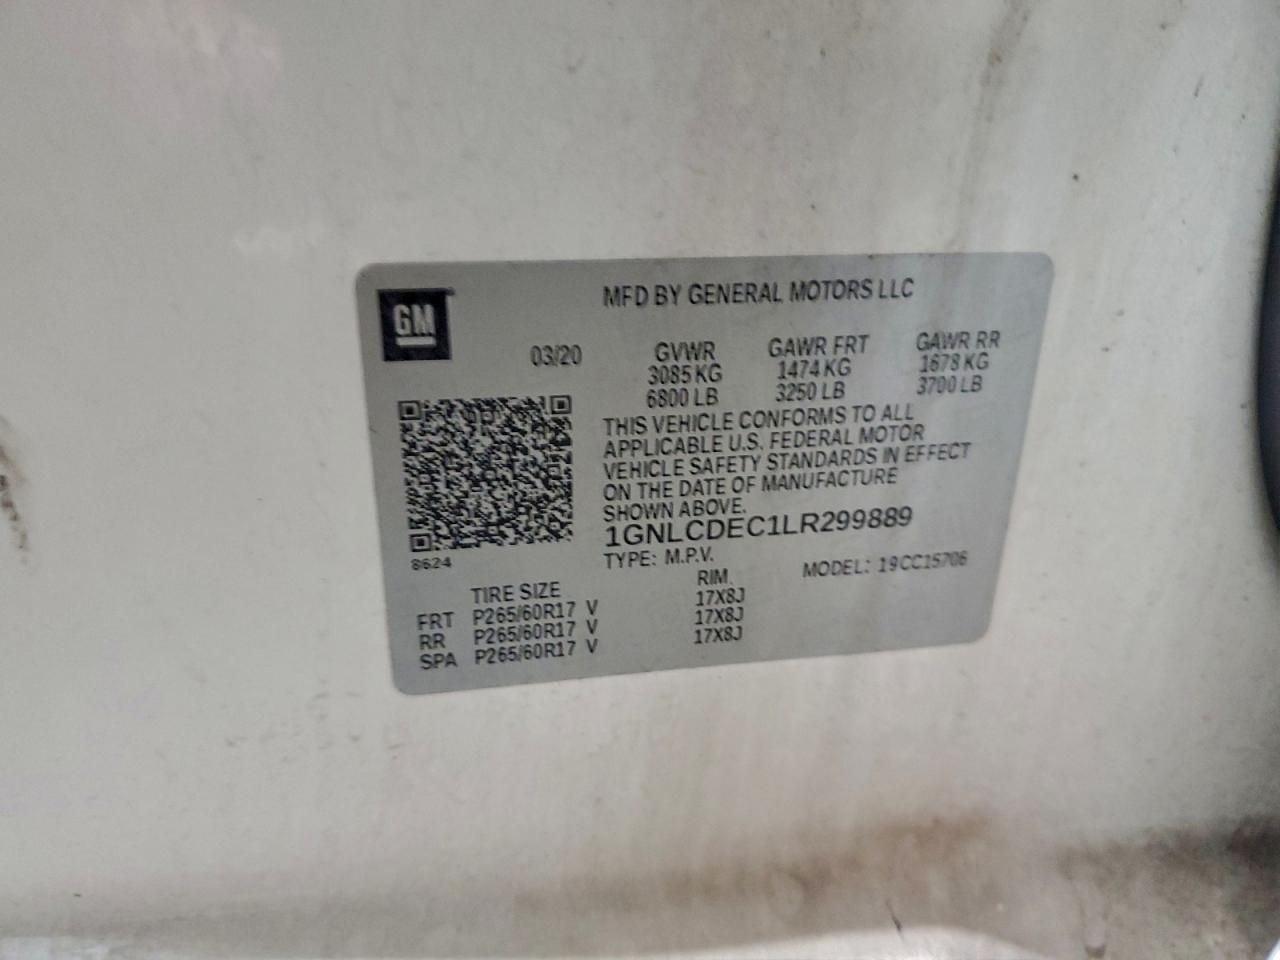 GM
MFD BY GENERAL MOTORS LLC
03/20
GVWR GAWR FRT GAWR RR
3085 KG 1474 KG 1678 KG
6800 LB 3250 LB 3700 LB
THIS VEHICLE CONFORMS TO ALL
APPLICABLE U.S. FEDERAL MOTOR
VEHICLE SAFETY STANDARDS IN EFFECT
ON THE DATE OF MANUFACTURE
SHOWN ABOVE.
1GNLCDEC1LR299889
8624
TYPE: M.P.V. MODEL: 19CC15706
TIRE SIZE RIM
FRT P265/60R17 V 17X8J
RR P265/60R17 V 17X8J
SPA P265/60R17 V 17X8J